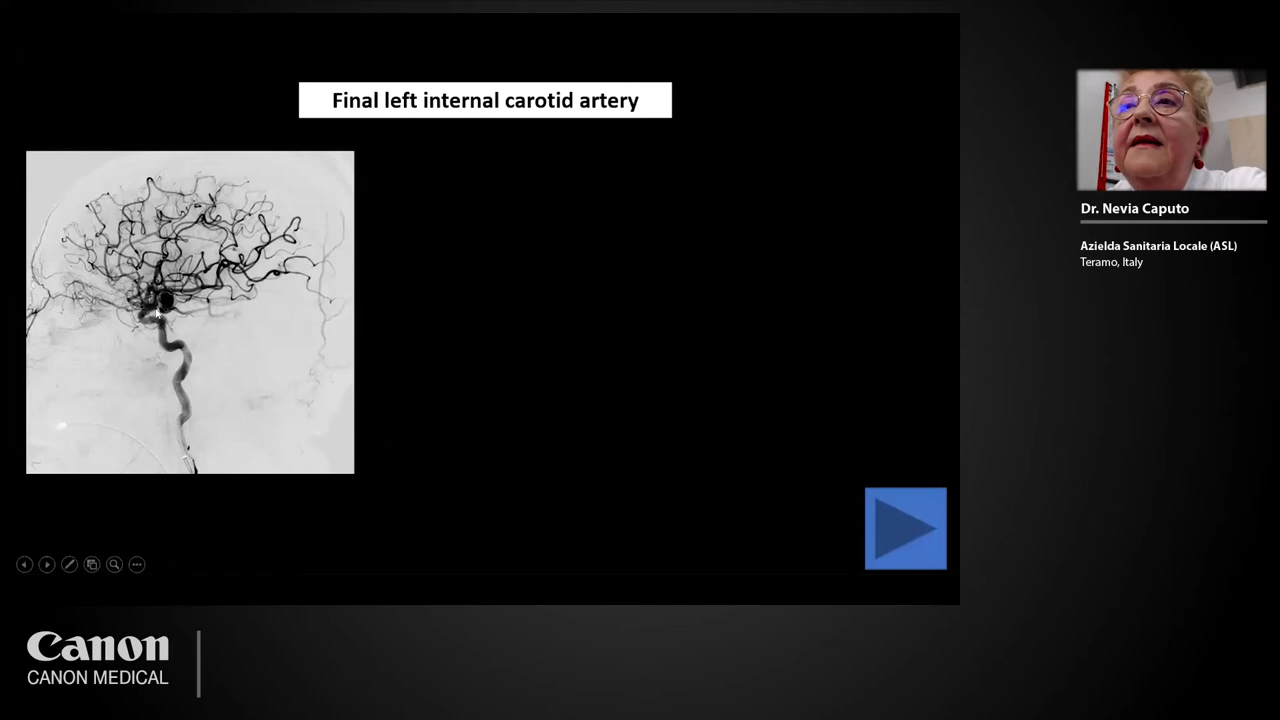 Final left internal carotid artery
Dr. Nevia Caputo
Azielda Sanitaria Locale (ASL)
Teramo, Italy
Canon
CANON MEDICAL